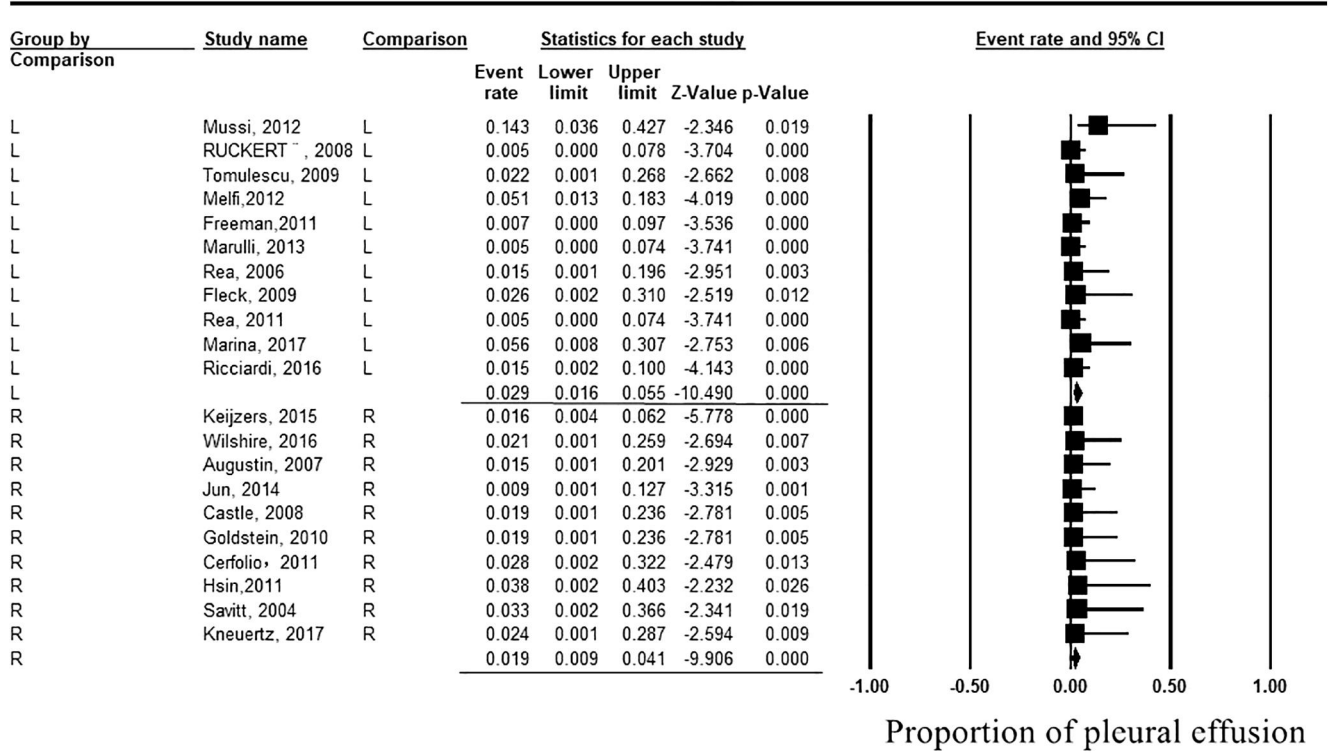 Group by Comparison Study name Comparison Statistics for each study Event rate and 95% CI
Event rate Lower limit Upper limit Z-Value p-Value
L Mussi, 2012 L 0.143 0.036 0.427 -2.346 0.019
L RUCKERT ¨, 2008 L 0.005 0.000 0.078 -3.704 0.000
L Tomulescu, 2009 L 0.022 0.001 0.268 -2.662 0.008
L Melfi,2012 L 0.051 0.013 0.183 -4.019 0.000
L Freeman,2011 L 0.007 0.000 0.097 -3.536 0.000
L Marulli, 2013 L 0.005 0.000 0.074 -3.741 0.000
L Rea, 2006 L 0.015 0.001 0.196 -2.951 0.003
L Fleck, 2009 L 0.026 0.002 0.310 -2.519 0.012
L Rea, 2011 L 0.005 0.000 0.074 -3.741 0.000
L Marina, 2017 L 0.056 0.008 0.307 -2.753 0.006
L Ricciardi, 2016 L 0.015 0.002 0.100 -4.143 0.000
L 0.029 0.016 0.055 -10.490 0.000
R Keijzers, 2015 R 0.016 0.004 0.062 -5.778 0.000
R Wilshire, 2016 R 0.021 0.001 0.259 -2.694 0.007
R Augustin, 2007 R 0.015 0.001 0.201 -2.929 0.003
R Jun, 2014 R 0.009 0.001 0.127 -3.315 0.001
R Castle, 2008 R 0.019 0.001 0.236 -2.781 0.005
R Goldstein, 2010 R 0.019 0.001 0.236 -2.781 0.005
R Cerfolio，2011 R 0.028 0.002 0.322 -2.479 0.013
R Hsin,2011 R 0.038 0.002 0.403 -2.232 0.026
R Savitt, 2004 R 0.033 0.002 0.366 -2.341 0.019
R Kneuertz, 2017 R 0.024 0.001 0.287 -2.594 0.009
R 0.019 0.009 0.041 -9.906 0.000
-1.00 -0.50 0.00 0.50 1.00
Proportion of pleural effusion